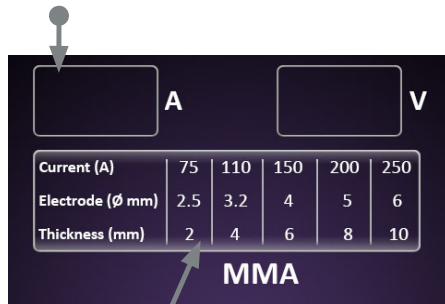 A V
Current (A) 75 110 150 200 250
Electrode (Ø mm) 2.5 3.2 4 5 6
Thickness (mm) 2 4 6 8 10
MMA